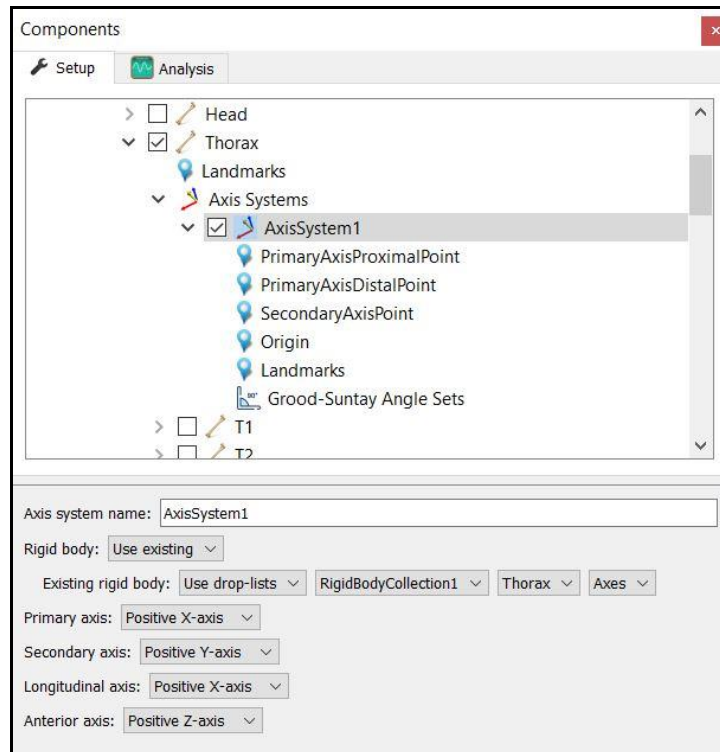 Components
Setup Analysis
Head
Thorax
Landmarks
Axis Systems
AxisSystem1
PrimaryAxisProximalPoint
PrimaryAxisDistalPoint
SecondaryAxisPoint
Origin
Landmarks
Grood-Suntay Angle Sets
T1
T2
Axis system name: AxisSystem1
Rigid body: Use existing
Existing rigid body: Use drop-lists RigidBodyCollection1 Thorax Axes
Primary axis: Positive X-axis
Secondary axis: Positive Y-axis
Longitudinal axis: Positive X-axis
Anterior axis: Positive Z-axis